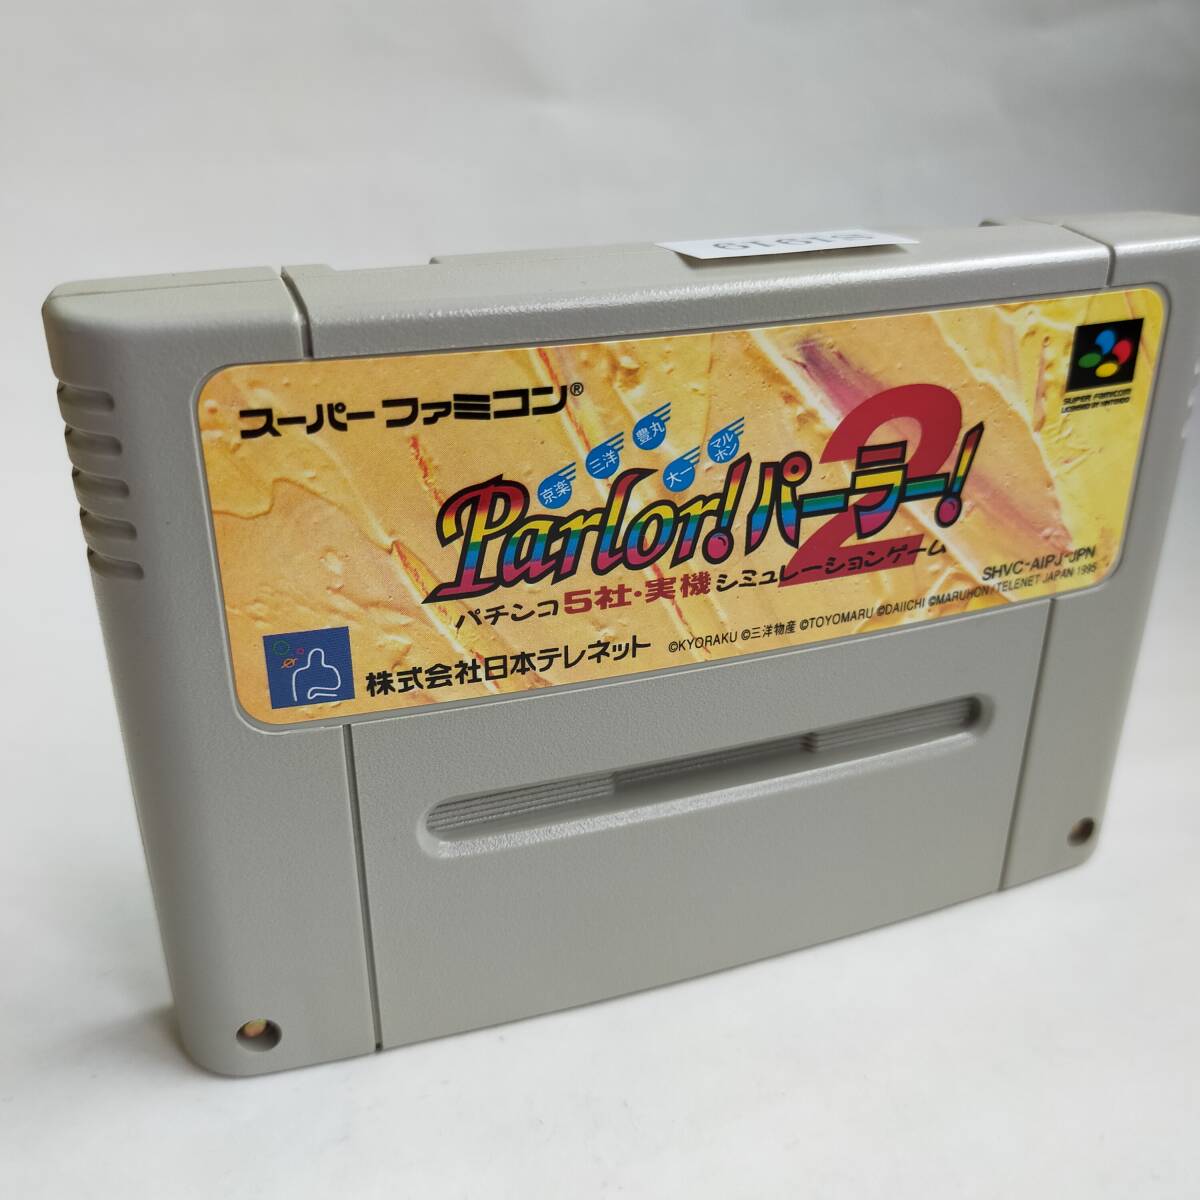 スーパーファミコン®
京楽
三洋
豊丸
大一
マル
ホン
Parlor!パーラー!
2
パチンコ5社・実機シミュレーションゲーム
SUPER FAMICOM
LICENSED BY NINTENDO
SHVC-AIPJ-JPN
©KYORAKU ©三洋物産 ©TOYOMARU ©DAIICHI ©MARUHON/TELENET JAPAN 1995
株式会社日本テレネット